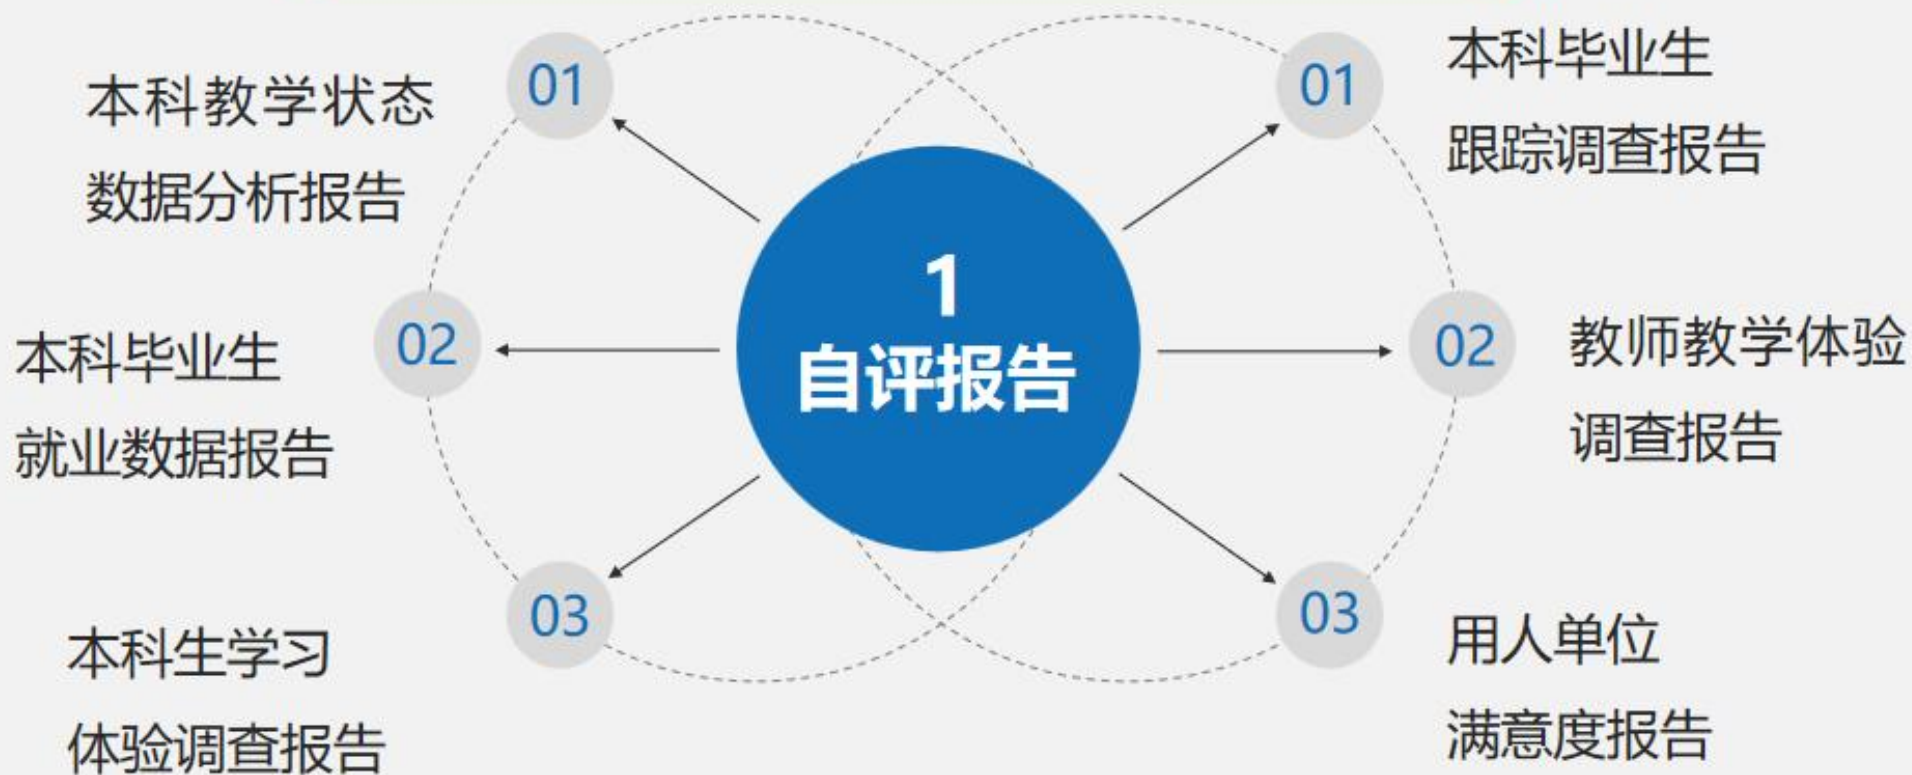 01
本科教学状态
数据分析报告
02
本科毕业生
就业数据报告
03
本科生学习
体验调查报告
1
自评报告
01
本科毕业生
跟踪调查报告
02
教师教学体验
调查报告
03
用人单位
满意度报告